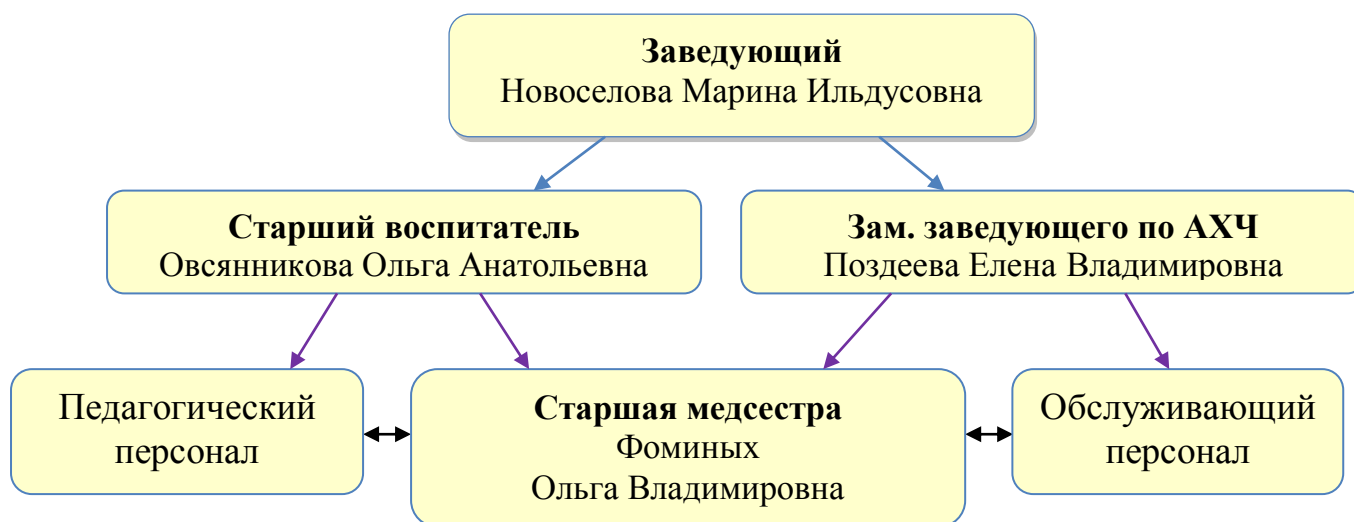 Заведующий
Новоселова Марина Ильдусовна
Старший воспитатель
Овсянникова Ольга Анатольевна
Зам. заведующего по АХЧ
Поздеева Елена Владимировна
Педагогический
персонал
Старшая медсестра
Фоминых
Ольга Владимировна
Обслуживающий
персонал